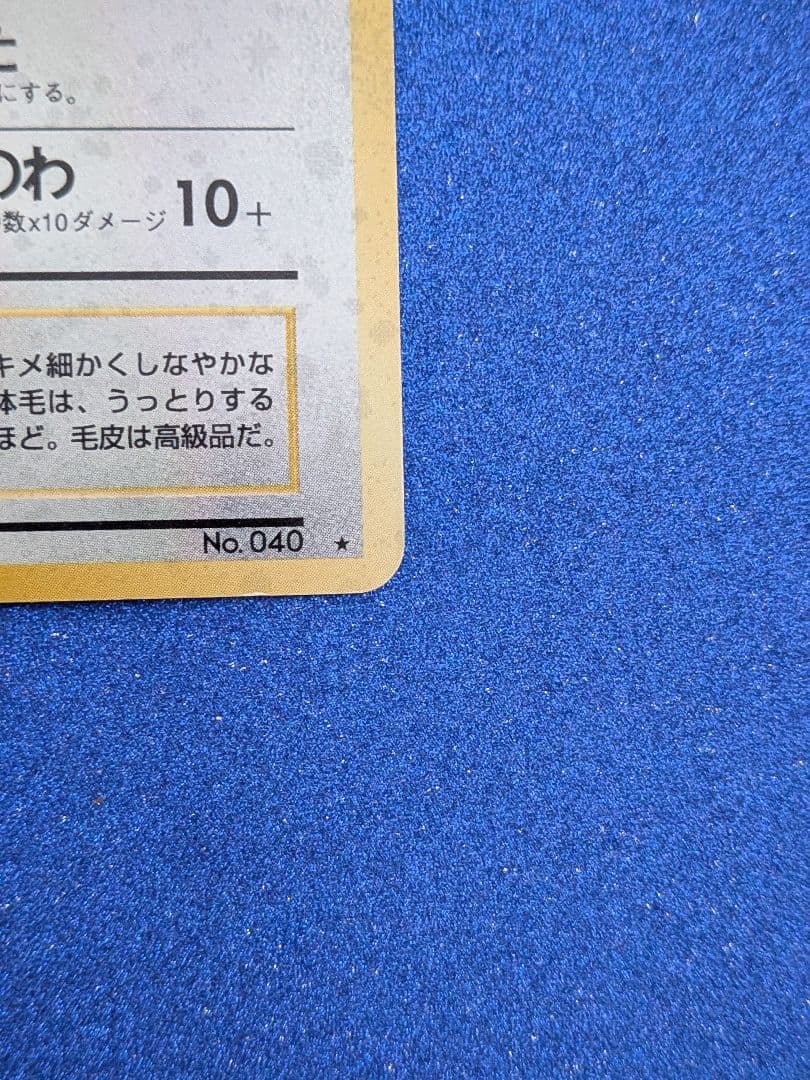 にする。
のわ
数x10ダメージ 10+
キメ細かくしなやかな
体毛は、うっとりする
ほど。毛皮は高級品だ。
No. 040 ★